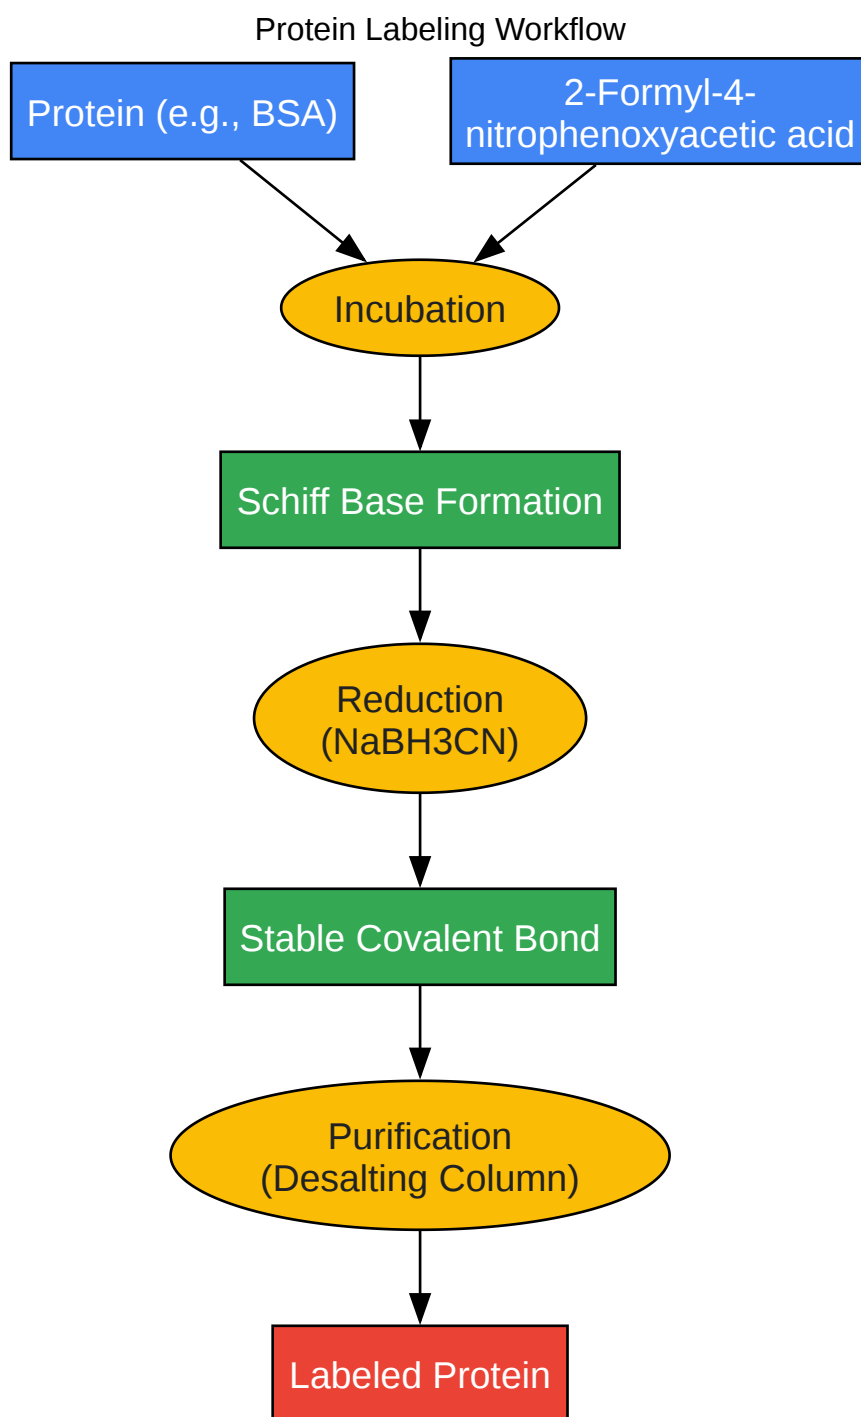 Protein Labeling Workflow
Protein (e.g., BSA)
2-Formyl-4-
nitrophenoxyacetic acid
Incubation
Schiff Base Formation
Reduction
(NaBH3CN)
Stable Covalent Bond
Purification
(Desalting Column)
Labeled Protein